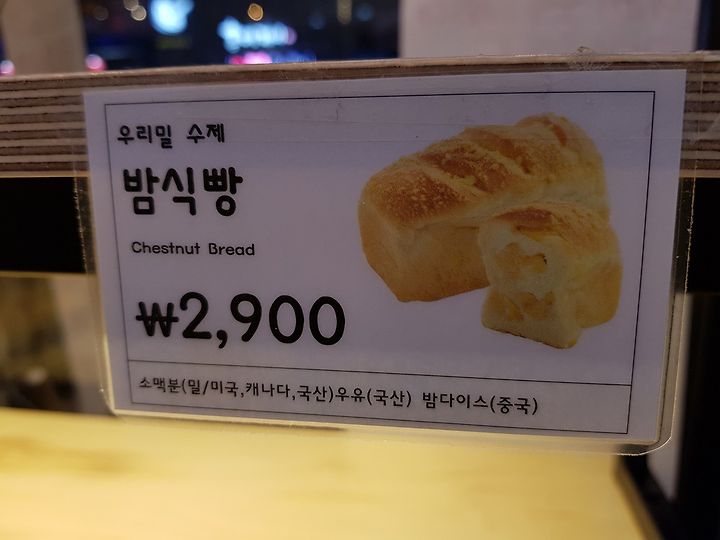 우리밀 수제
밤식빵
Chestnut Bread
₩2,900
소맥분(밀/미국,캐나다,국산)우유(국산) 밤다이스(중국)